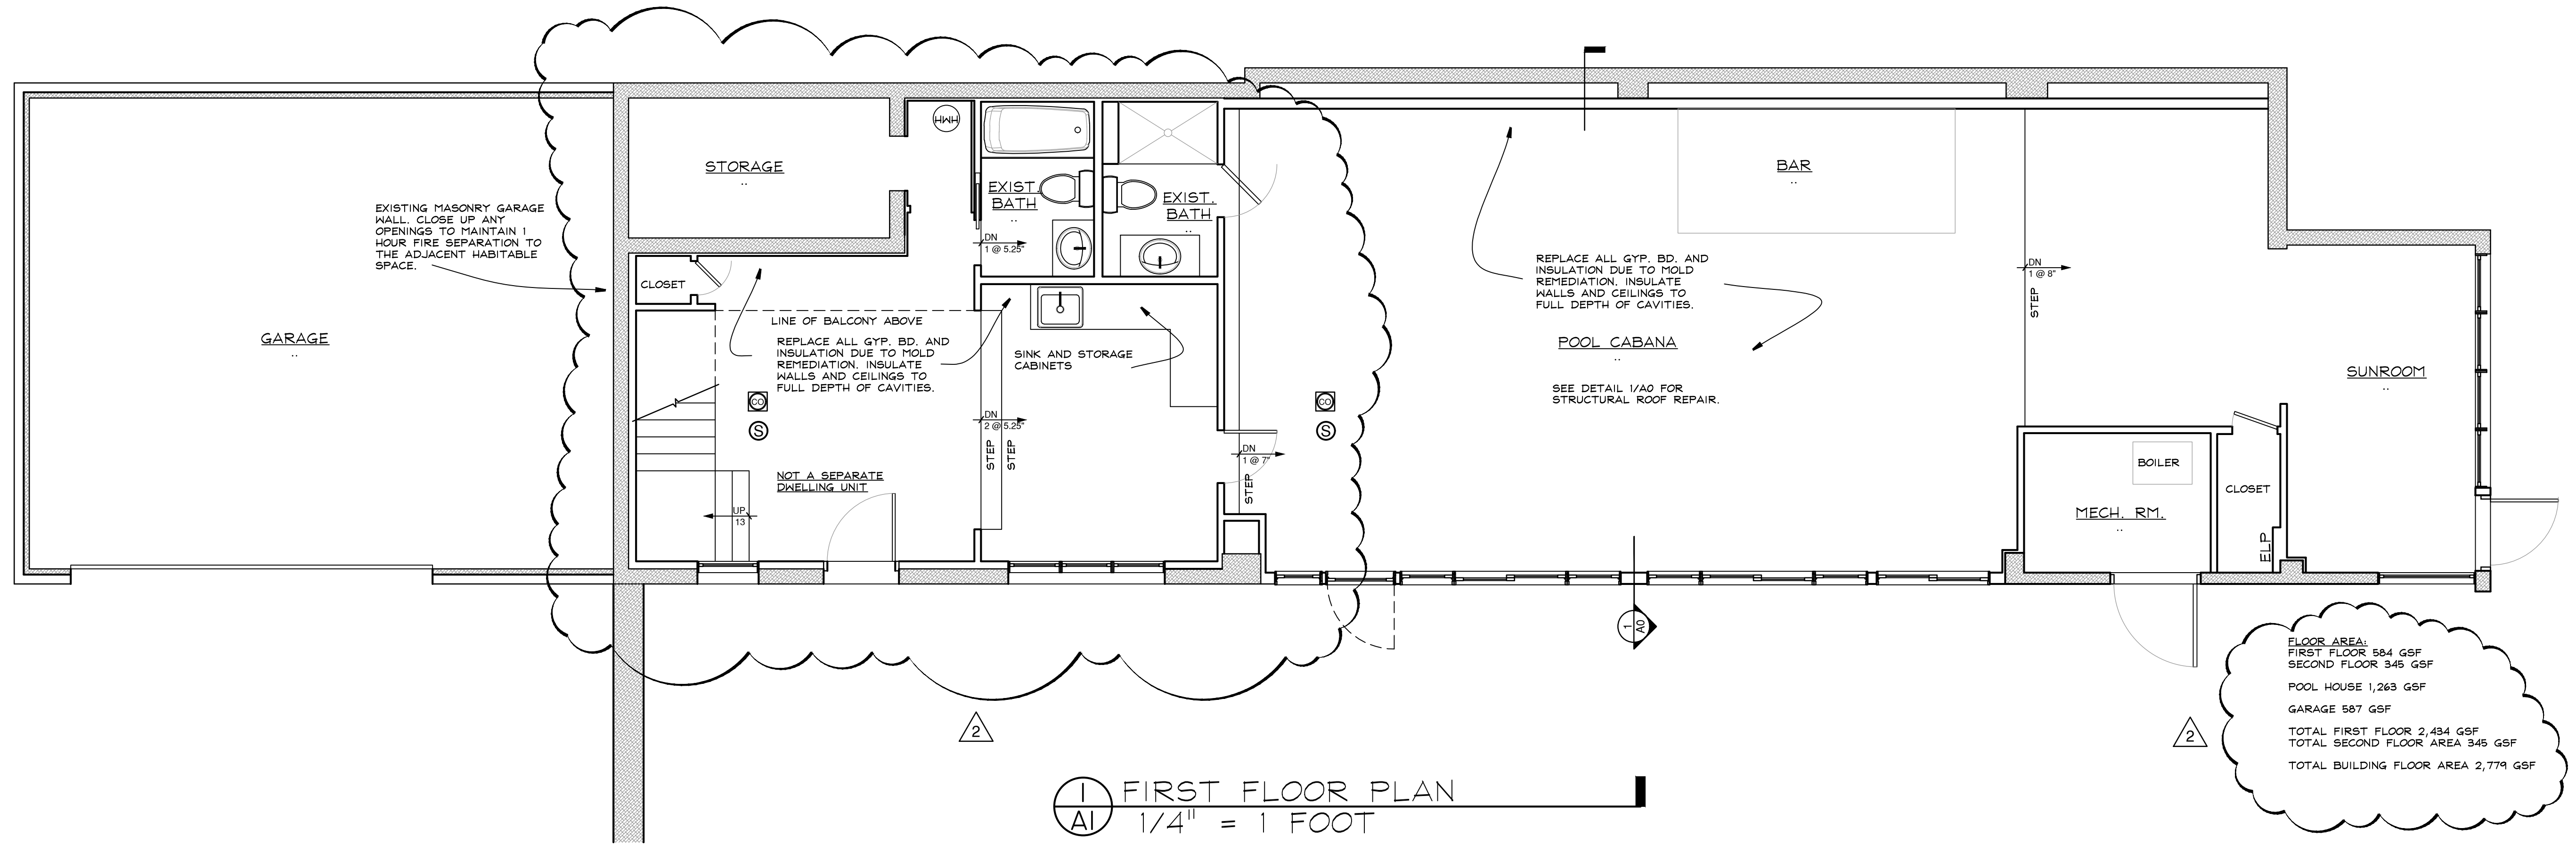 STORAGE
..
HWH
EXIST.
BATH
..
EXIST.
BATH
..
DN
1 @ 5.25"
BAR
..
EXISTING MASONRY GARAGE
WALL. CLOSE UP ANY
OPENINGS TO MAINTAIN 1
HOUR FIRE SEPARATION TO
THE ADJACENT HABITABLE
SPACE.
GARAGE
..
CLOSET
LINE OF BALCONY ABOVE
REPLACE ALL GYP. BD. AND
INSULATION DUE TO MOLD
REMEDIATION. INSULATE
WALLS AND CEILINGS TO
FULL DEPTH OF CAVITIES.
SINK AND STORAGE
CABINETS
REPLACE ALL GYP. BD. AND
INSULATION DUE TO MOLD
REMEDIATION. INSULATE
WALLS AND CEILINGS TO
FULL DEPTH OF CAVITIES.
POOL CABANA
..
SEE DETAIL 1/A0 FOR
STRUCTURAL ROOF REPAIR.
DN
1 @ 8"
STEP
SUNROOM
..
CO
S
DN
2 @ 5.25"
STEP
STEP
NOT A SEPARATE
DWELLING UNIT
UP
13
DN
1 @ 7"
STEP
CO
S
BOILER
MECH. RM.
..
CLOSET
ELP
1
A0
2
2
FLOOR AREA:
FIRST FLOOR 584 GSF
SECOND FLOOR 345 GSF
POOL HOUSE 1,263 GSF
GARAGE 587 GSF
TOTAL FIRST FLOOR 2,434 GSF
TOTAL SECOND FLOOR AREA 345 GSF
TOTAL BUILDING FLOOR AREA 2,779 GSF
1
A1
FIRST FLOOR PLAN
1/4" = 1 FOOT